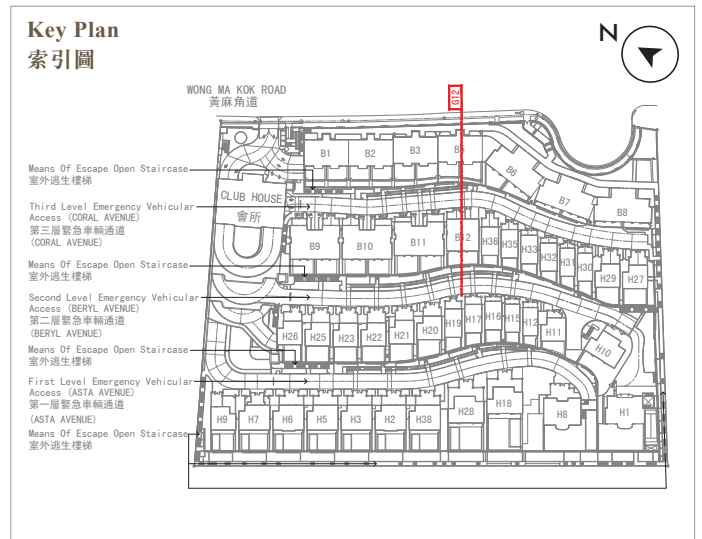 Key Plan
索引圖
N
WONG MA KOK ROAD
黃麻角道
G12
B1
B2
B3
B5
B6
B7
B8
Means Of Escape Open Staircase
室外逃生樓梯
CLUB HOUSE
會所
Third Level Emergency Vehicular
Access (CORAL AVENUE)
第三層緊急車輛通道
(CORAL AVENUE)
B9
B10
B11
B12
H36
H35
H33
H32
H31
H30
H29
H27
Means Of Escape Open Staircase
室外逃生樓梯
Second Level Emergency Vehicular
Access (BERYL AVENUE)
第二層緊急車輛通道
(BERYL AVENUE)
H26
H25
H23
H22
H21
H20
H19
H17
H16
H15
H12
H11
H10
Means Of Escape Open Staircase
室外逃生樓梯
First Level Emergency Vehicular
Access (ASTA AVENUE)
第一層緊急車輛通道
(ASTA AVENUE)
H9
H7
H6
H5
H3
H2
H38
H28
H18
H8
H1
Means Of Escape Open Staircase
室外逃生樓梯